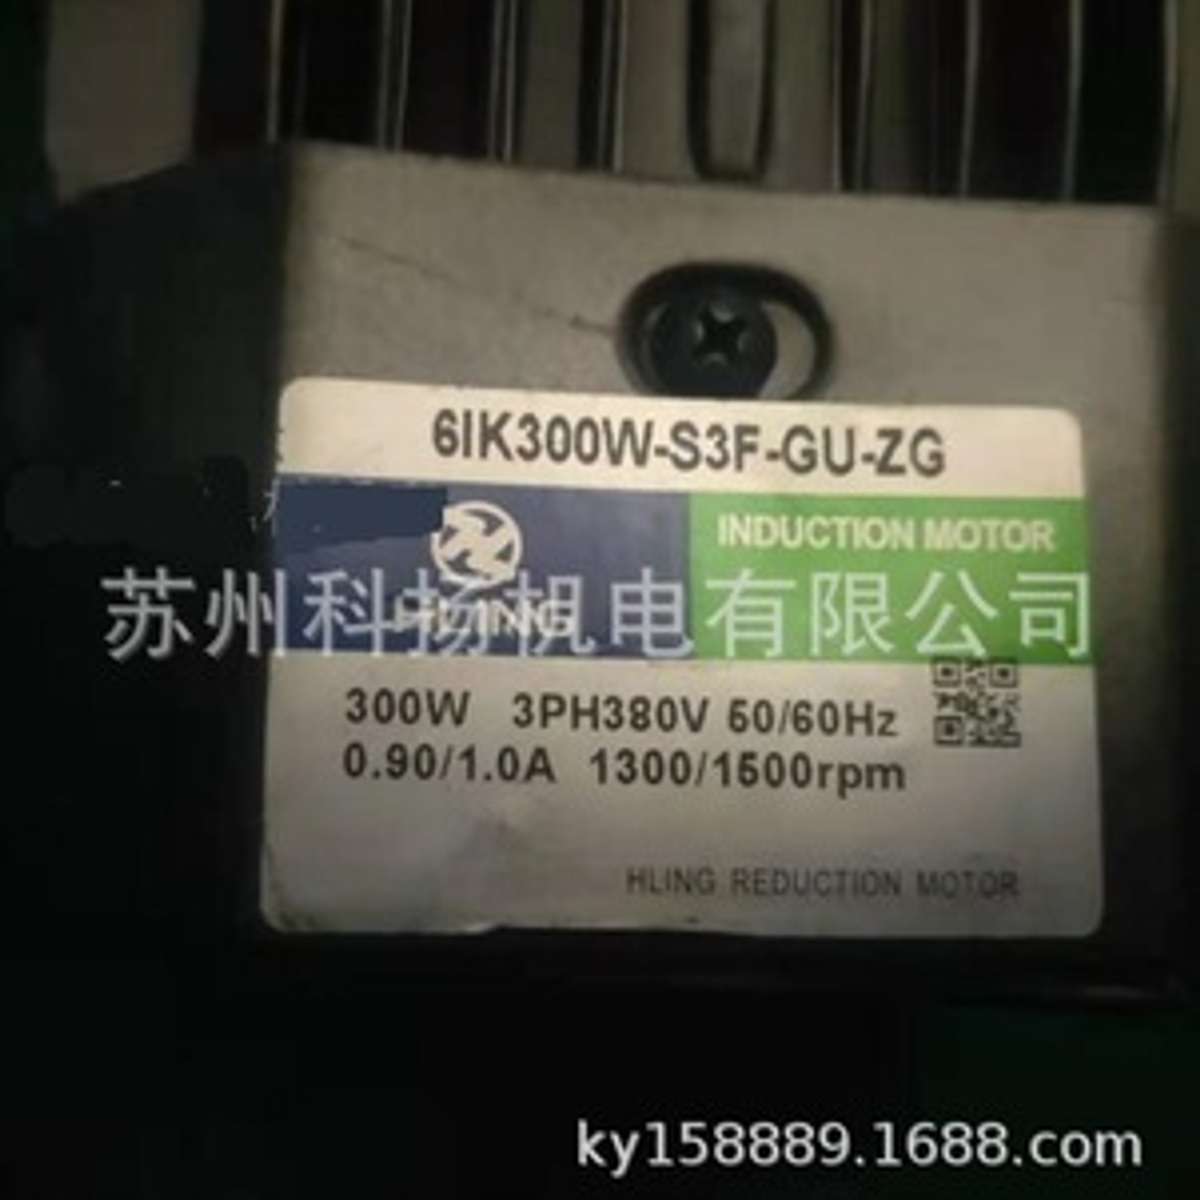 6IK300W-S3F-GU-ZG
INDUCTION MOTOR
HLING
苏州科扬机电有限公司
300W 3PH380V 50/60Hz
0.90/1.0A 1300/1500rpm
HLING REDUCTION MOTOR
ky158889.1688.com